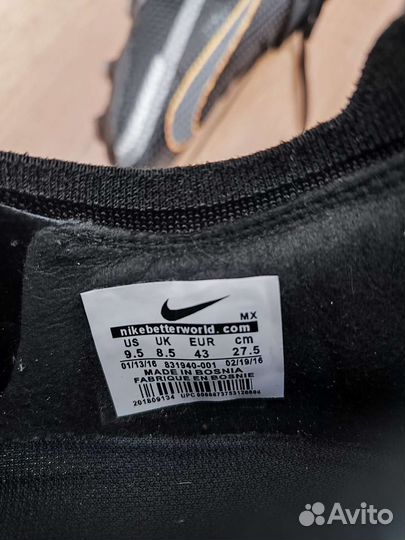 MX
nikebetterworld.com
US UK EUR cm
9.5 8.5 43 27.5
01/13/16 831940-001 02/19/16
MADE IN BOSNIA
FABRIQUE EN BOSNIE
201809134
Avito